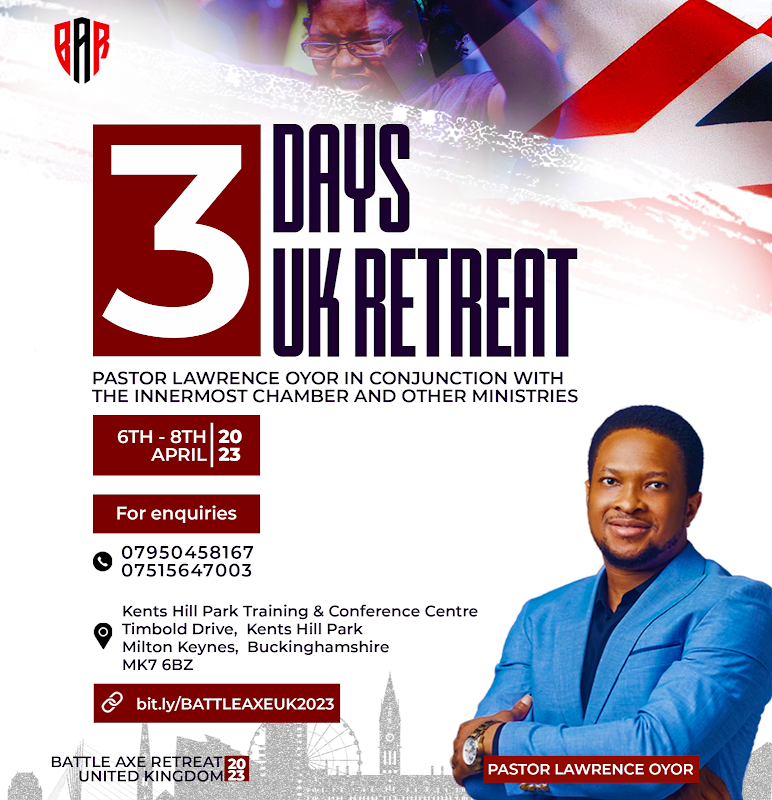 BAR
3
DAYS
UK RETREAT
PASTOR LAWRENCE OYOR IN CONJUNCTION WITH
THE INNERMOST CHAMBER AND OTHER MINISTRIES
6TH - 8TH
APRIL
20
23
For enquiries
07950458167
07515647003
Kents Hill Park Training & Conference Centre
Timbold Drive, Kents Hill Park
Milton Keynes, Buckinghamshire
MK7 6BZ
bit.ly/BATTLEAXEUK2023
BATTLE AXE RETREAT
UNITED KINGDOM
20
23
PASTOR LAWRENCE OYOR